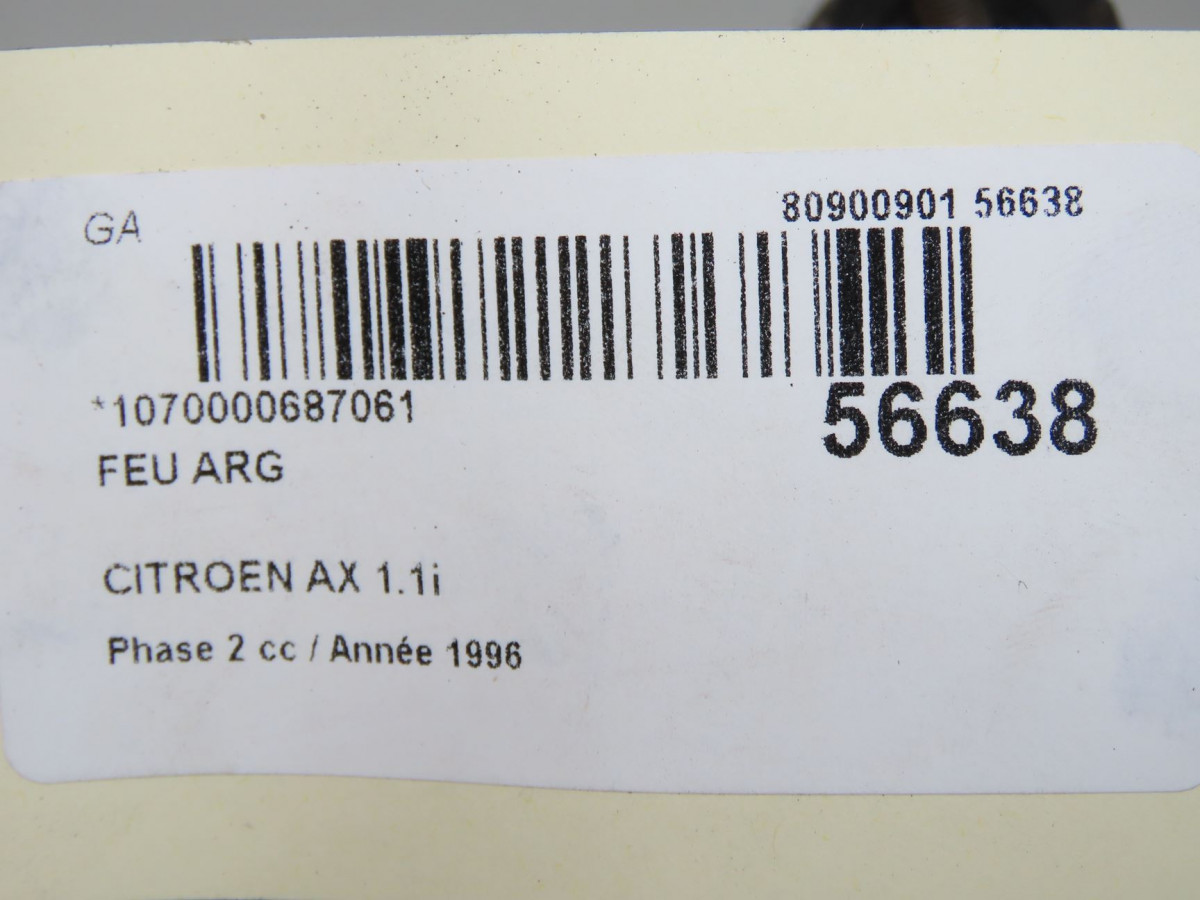 GA
80900901 56638
*1070000687061
56638
FEU ARG
CITROEN AX 1.1i
Phase 2 cc / Année 1996